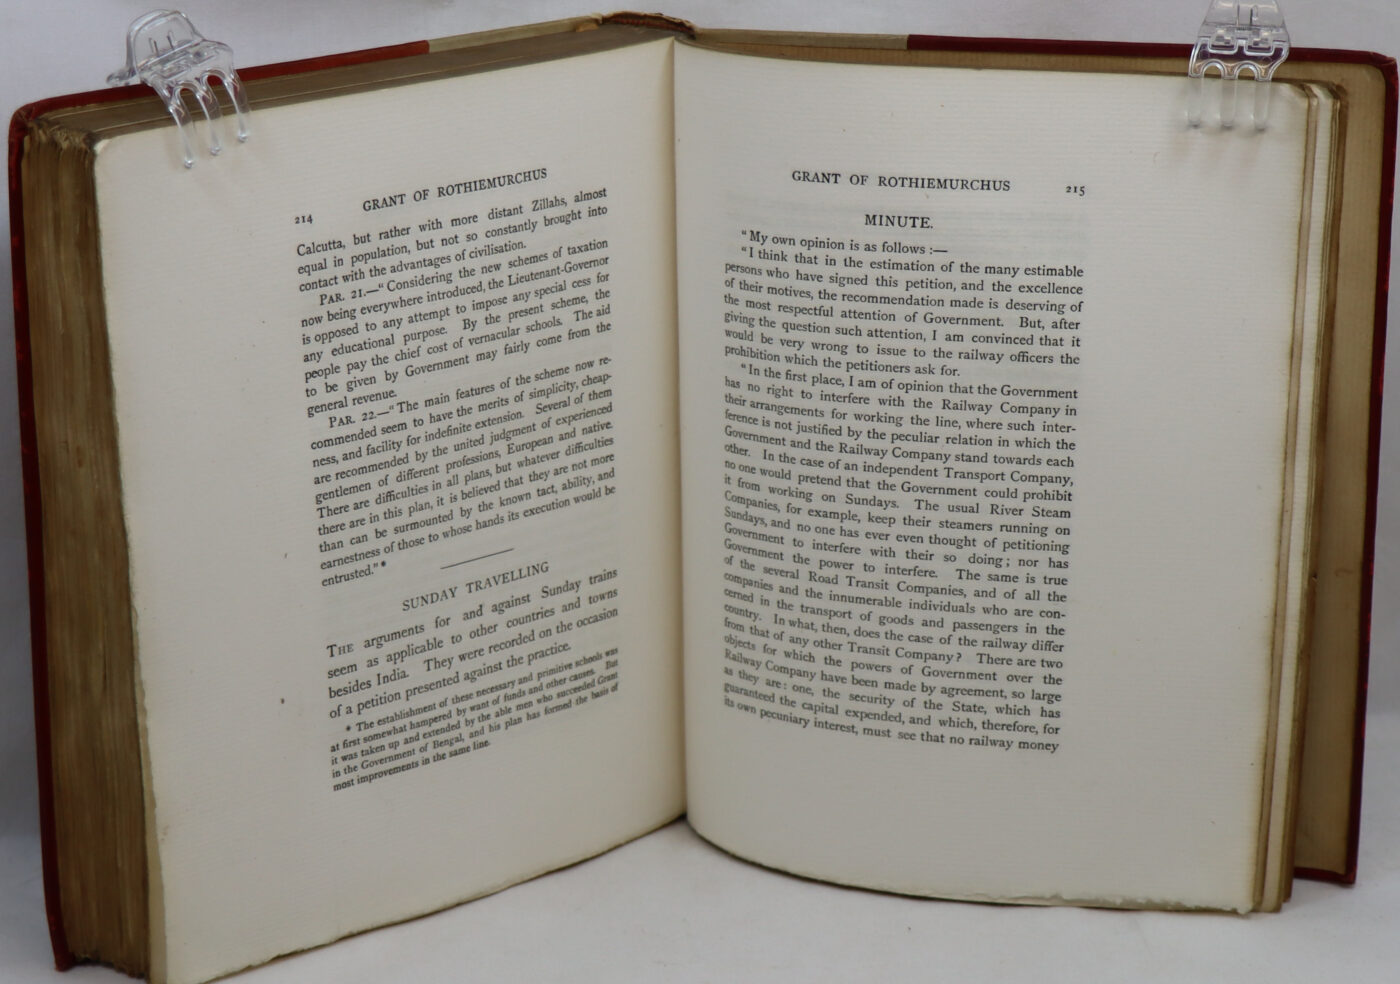 214
GRANT OF ROTHIEMURCHUS
Calcutta, but rather with more distant Zillahs, almost
equal in population, but not so constantly brought into
contact with the advantages of civilisation.
PAR. 21.—“Considering the new schemes of taxation
now being everywhere introduced, the Lieutenant-Governor
is opposed to any attempt to impose any special cess for
any educational purpose. By the present scheme, the
people pay the chief cost of vernacular schools. The aid
to be given by Government may fairly come from the
general revenue.
PAR. 22.—“The main features of the scheme now re-
commended seem to have the merits of simplicity, cheap-
ness, and facility for indefinite extension. Several of them
are recommended by the united judgment of experienced
gentlemen of different professions, European and native.
There are difficulties in all plans, but whatever difficulties
there are in this plan, it is believed that they are not more
than can be surmounted by the known tact, ability, and
earnestness of those to whose hands its execution would be
entrusted.”*
SUNDAY TRAVELLING
THE arguments for and against Sunday trains
seem as applicable to other countries and towns
besides India. They were recorded on the occasion
of a petition presented against the practice.
* The establishment of these necessary and primitive schools was
at first somewhat hampered by want of funds and other causes. But
it was taken up and extended by the able men who succeeded Grant
in the Government of Bengal, and his plan has formed the basis of
most improvements in the same line.
GRANT OF ROTHIEMURCHUS
215
MINUTE.
“My own opinion is as follows :—
“I think that in the estimation of the many estimable
persons who have signed this petition, and the excellence
of their motives, the recommendation made is deserving of
the most respectful attention of Government. But, after
giving the question such attention, I am convinced that it
would be very wrong to issue to the railway officers the
prohibition which the petitioners ask for.
“In the first place, I am of opinion that the Government
has no right to interfere with the Railway Company in
their arrangements for working the line, where such inter-
ference is not justified by the peculiar relation in which the
Government and the Railway Company stand towards each
other. In the case of an independent Transport Company,
no one would pretend that the Government could prohibit
it from working on Sundays. The usual River Steam
Companies, for example, keep their steamers running on
Sundays, and no one has ever even thought of petitioning
Government to interfere with their so doing; nor has
Government the power to interfere. The same is true
of the several Road Transit Companies, and of all the
companies and the innumerable individuals who are con-
cerned in the transport of goods and passengers in the
country. In what, then, does the case of the railway differ
from that of any other Transit Company? There are two
objects for which the powers of Government over the
Railway Company have been made by agreement, so large
as they are: one, the security of the State, which has
guaranteed the capital expended, and which, therefore, for
its own pecuniary interest, must see that no railway money